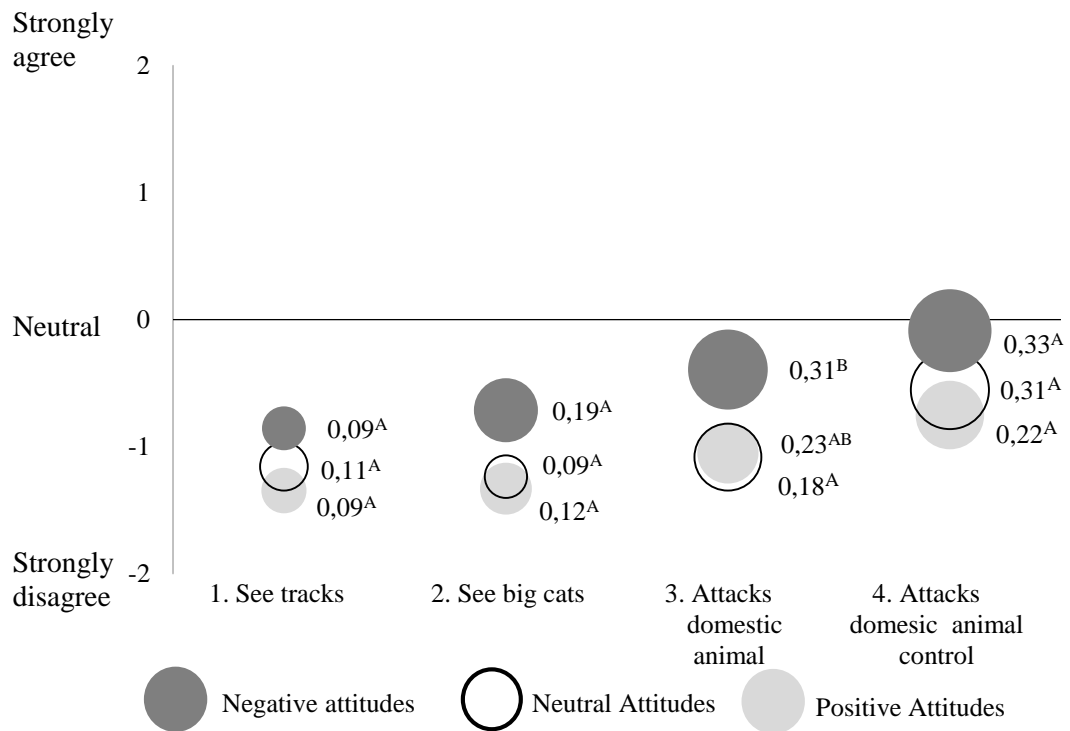 Strongly
agree
2
1
Neutral
0
-1
Strongly
disagree
-2
0,09ᴬ
0,11ᴬ
0,09ᴬ
0,19ᴬ
0,09ᴬ
0,12ᴬ
0,31ᴮ
0,23ᴬᴮ
0,18ᴬ
0,33ᴬ
0,31ᴬ
0,22ᴬ
1. See tracks
2. See big cats
3. Attacks
domestic
animal
4. Attacks
domesic animal
control
Negative attitudes
Neutral Attitudes
Positive Attitudes